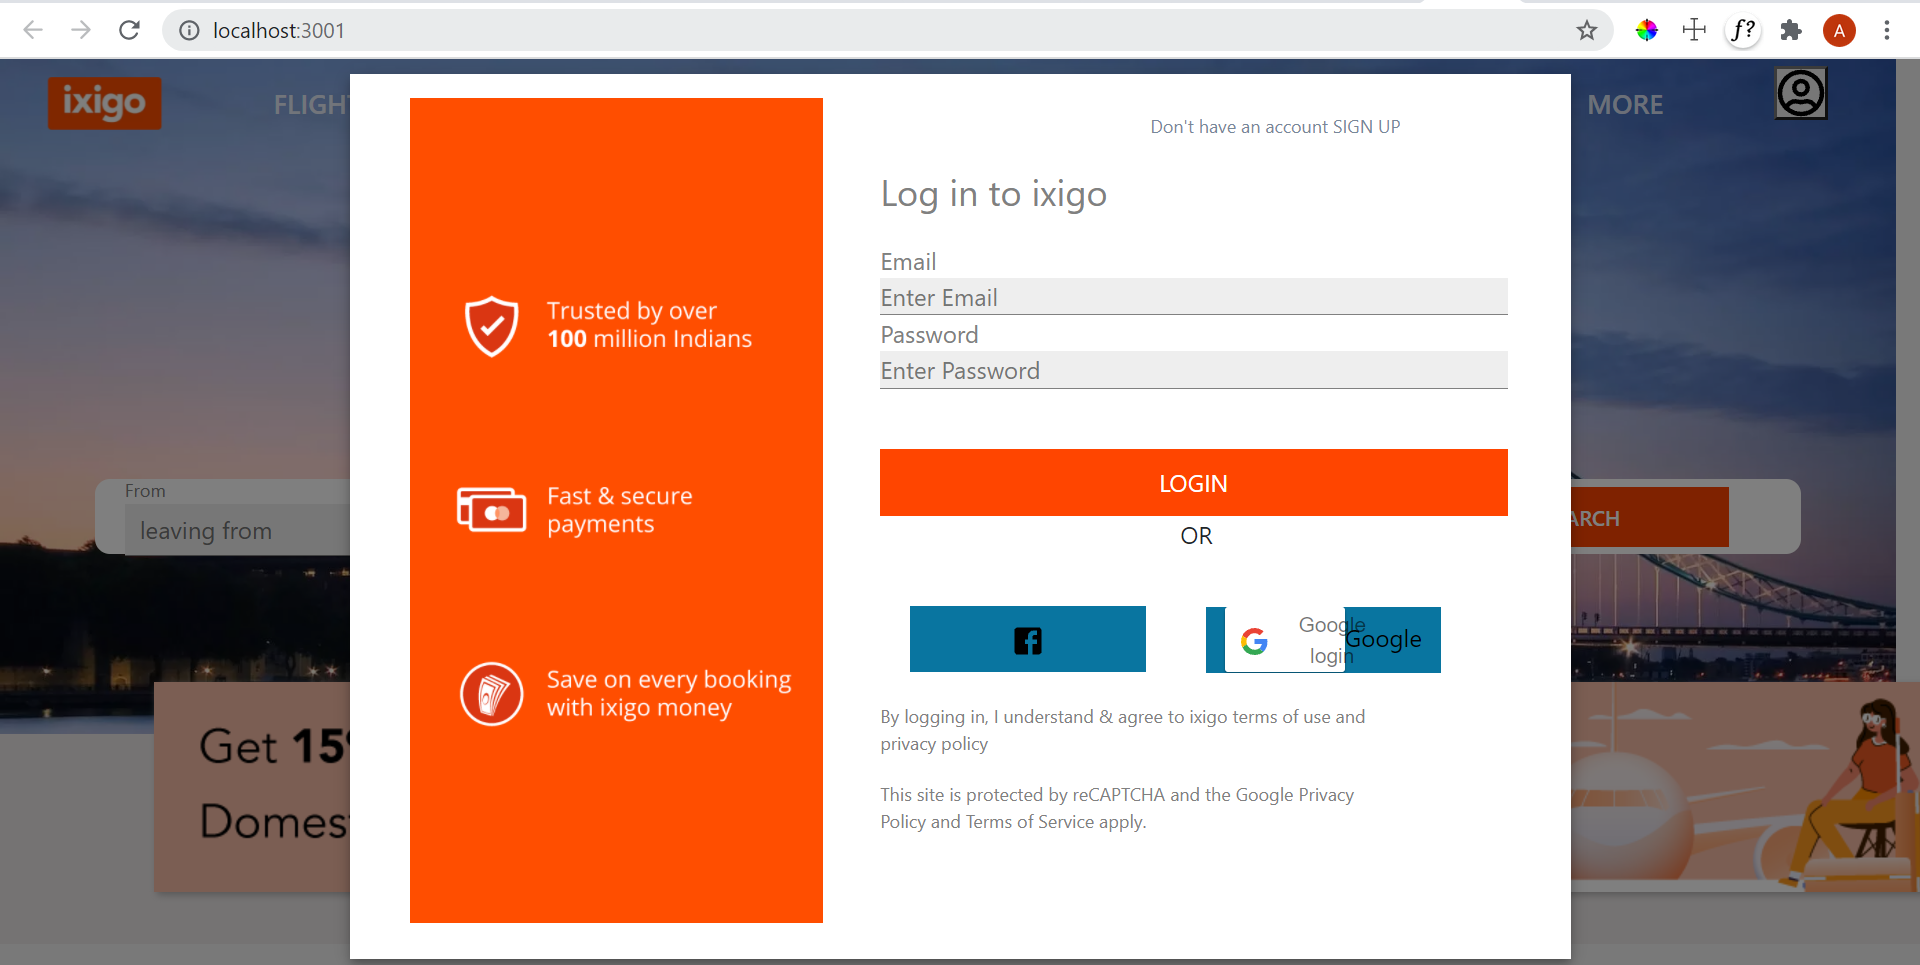 localhost:3001
f?
A
ixigo
FLIGH
MORE
Don't have an account SIGN UP
Log in to ixigo
Email
Enter Email
Password
Enter Password
Trusted by over
100 million Indians
LOGIN
OR
From
leaving from
ARCH
Fast & secure
payments
Google
login
Google
Save on every booking
with ixigo money
By logging in, I understand & agree to ixigo terms of use and
privacy policy
This site is protected by reCAPTCHA and the Google Privacy
Policy and Terms of Service apply.
Get 15%
Domes